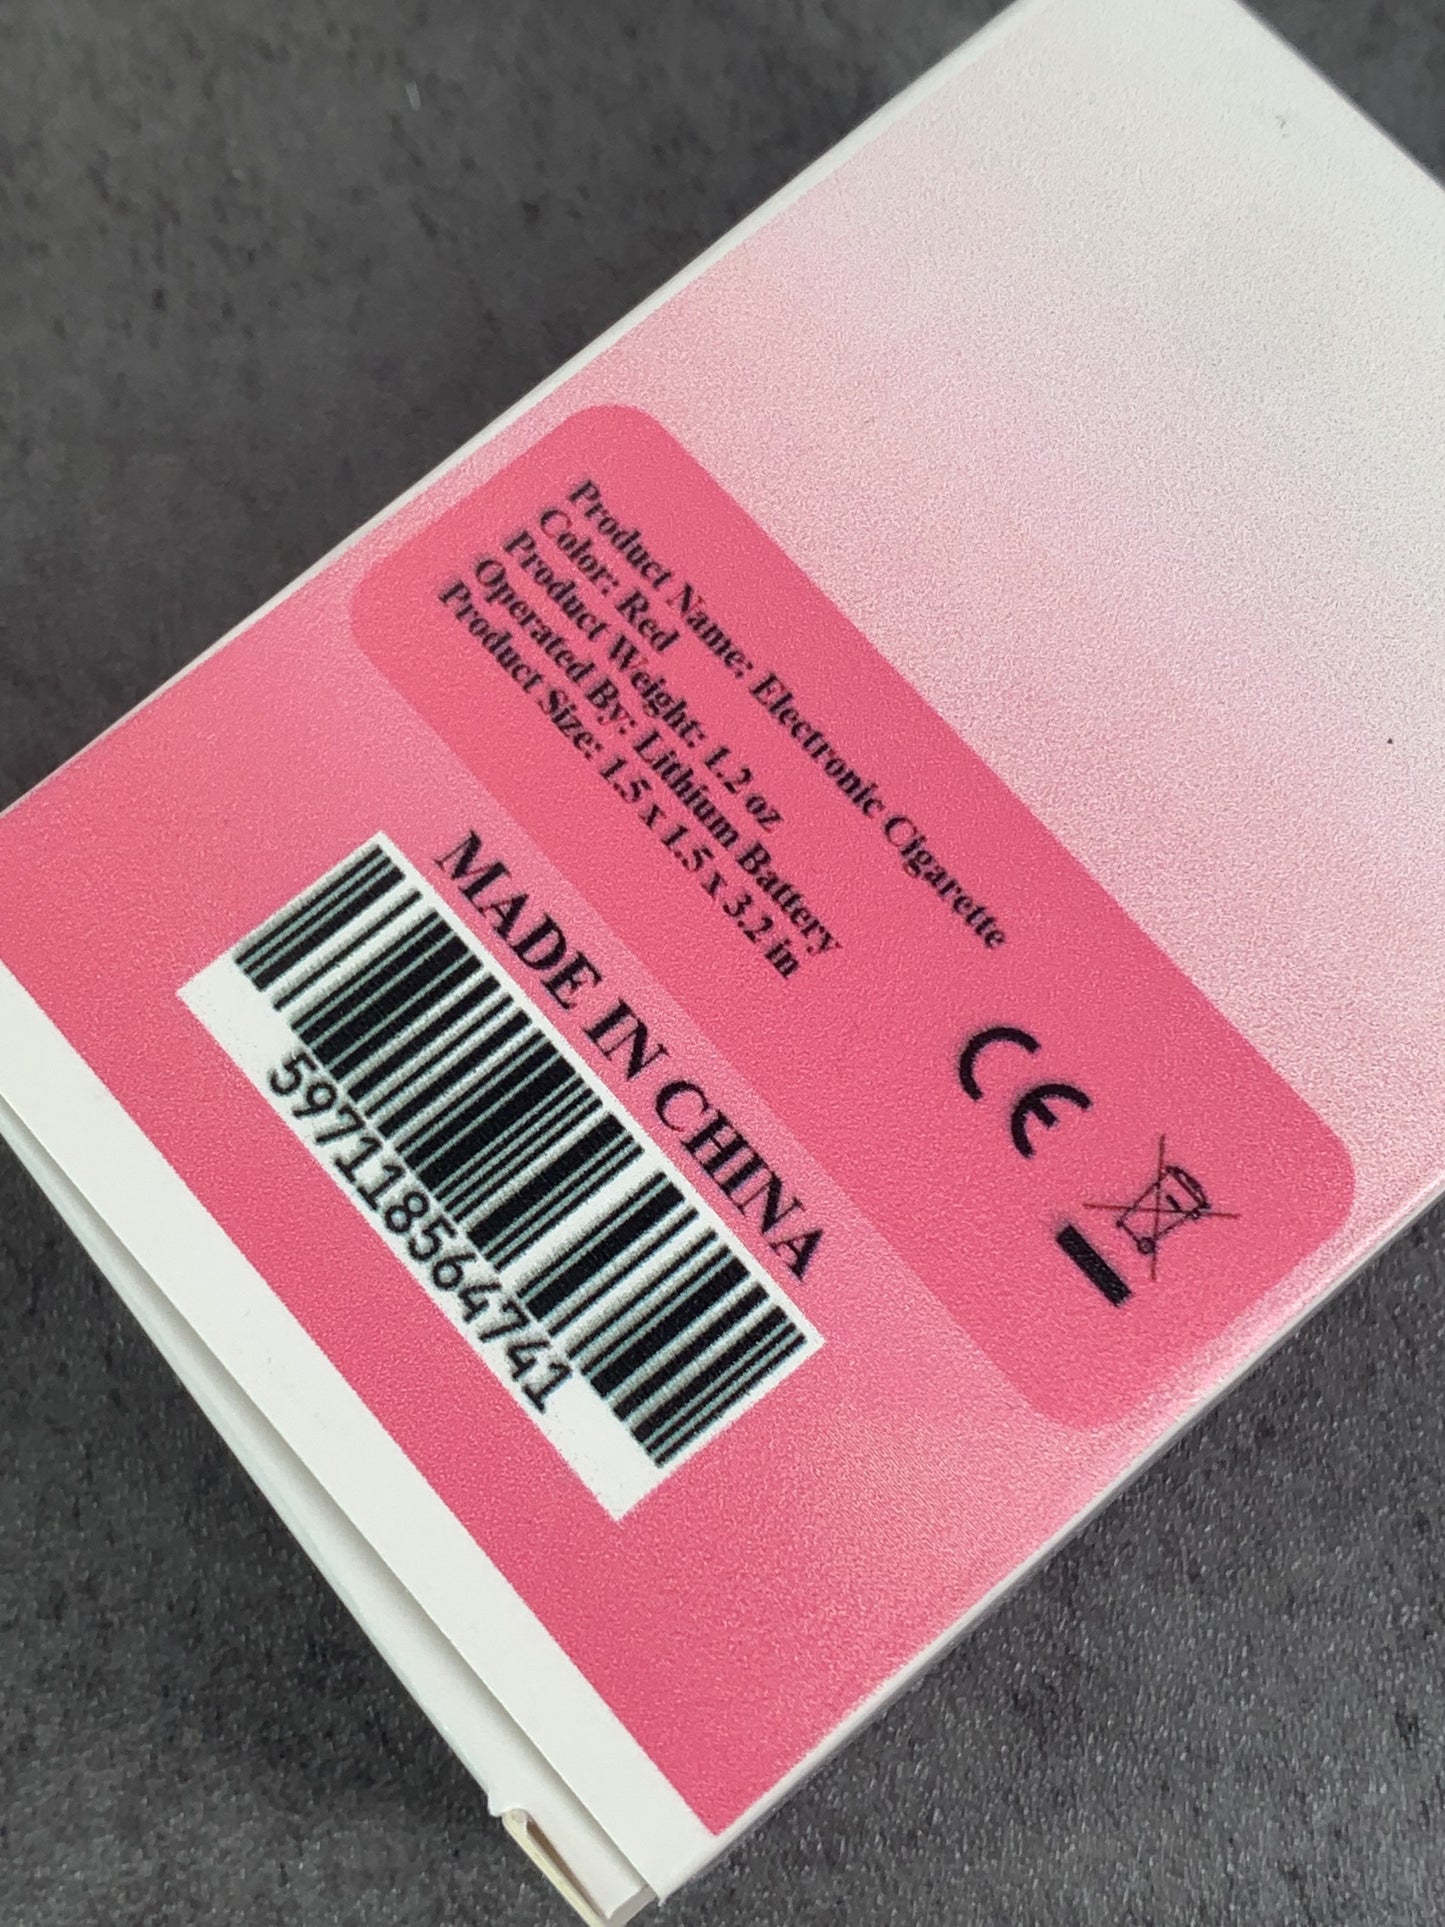 Product Name: Electronic Cigarette
Color: Red
Product Weight: 1.2 oz
Operated By: Lithium Battery
Product Size: 1.5 x 1.5 x 3.2 in
CE
MADE IN CHINA
597118564741